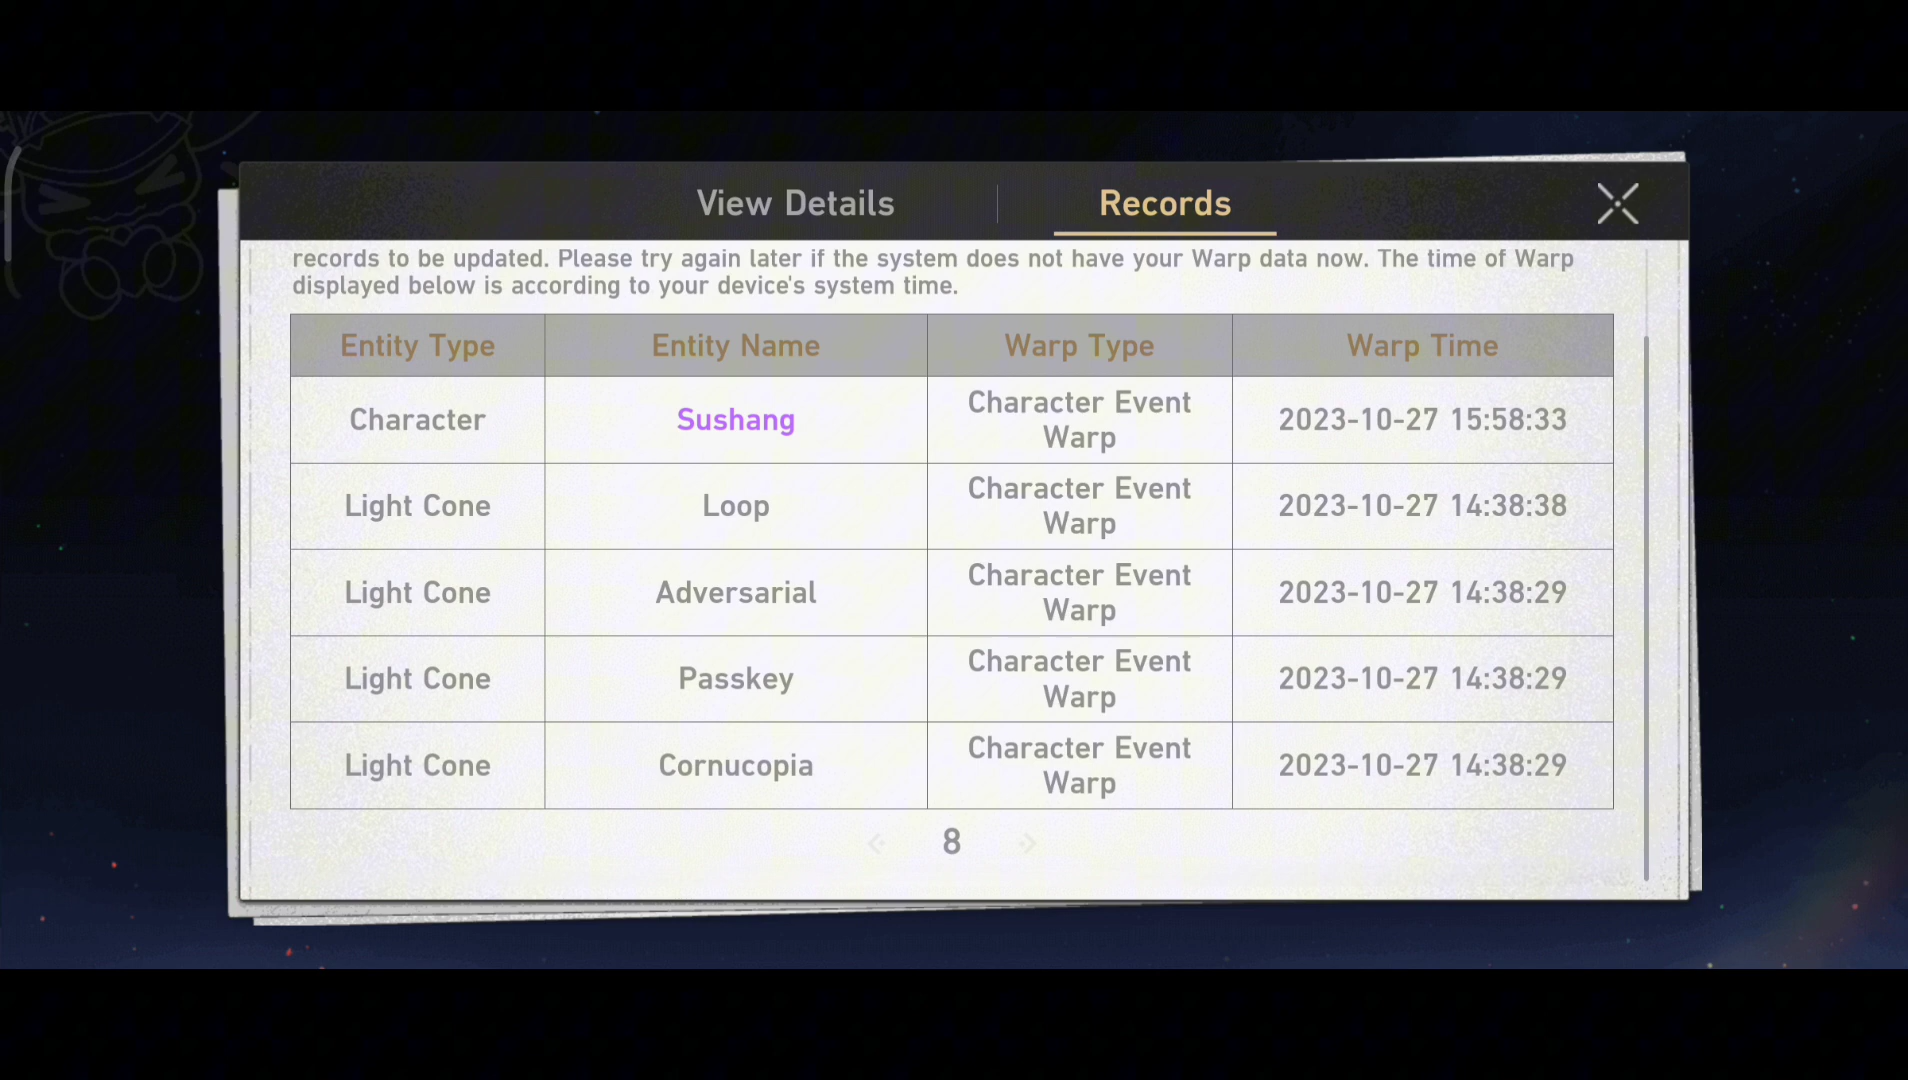 View Details
Records
records to be updated. Please try again later if the system does not have your Warp data now. The time of Warp
displayed below is according to your device's system time.
Entity Type Entity Name Warp Type Warp Time
Character Sushang Character Event Warp 2023-10-27 15:58:33
Light Cone Loop Character Event Warp 2023-10-27 14:38:38
Light Cone Adversarial Character Event Warp 2023-10-27 14:38:29
Light Cone Passkey Character Event Warp 2023-10-27 14:38:29
Light Cone Cornucopia Character Event Warp 2023-10-27 14:38:29
8